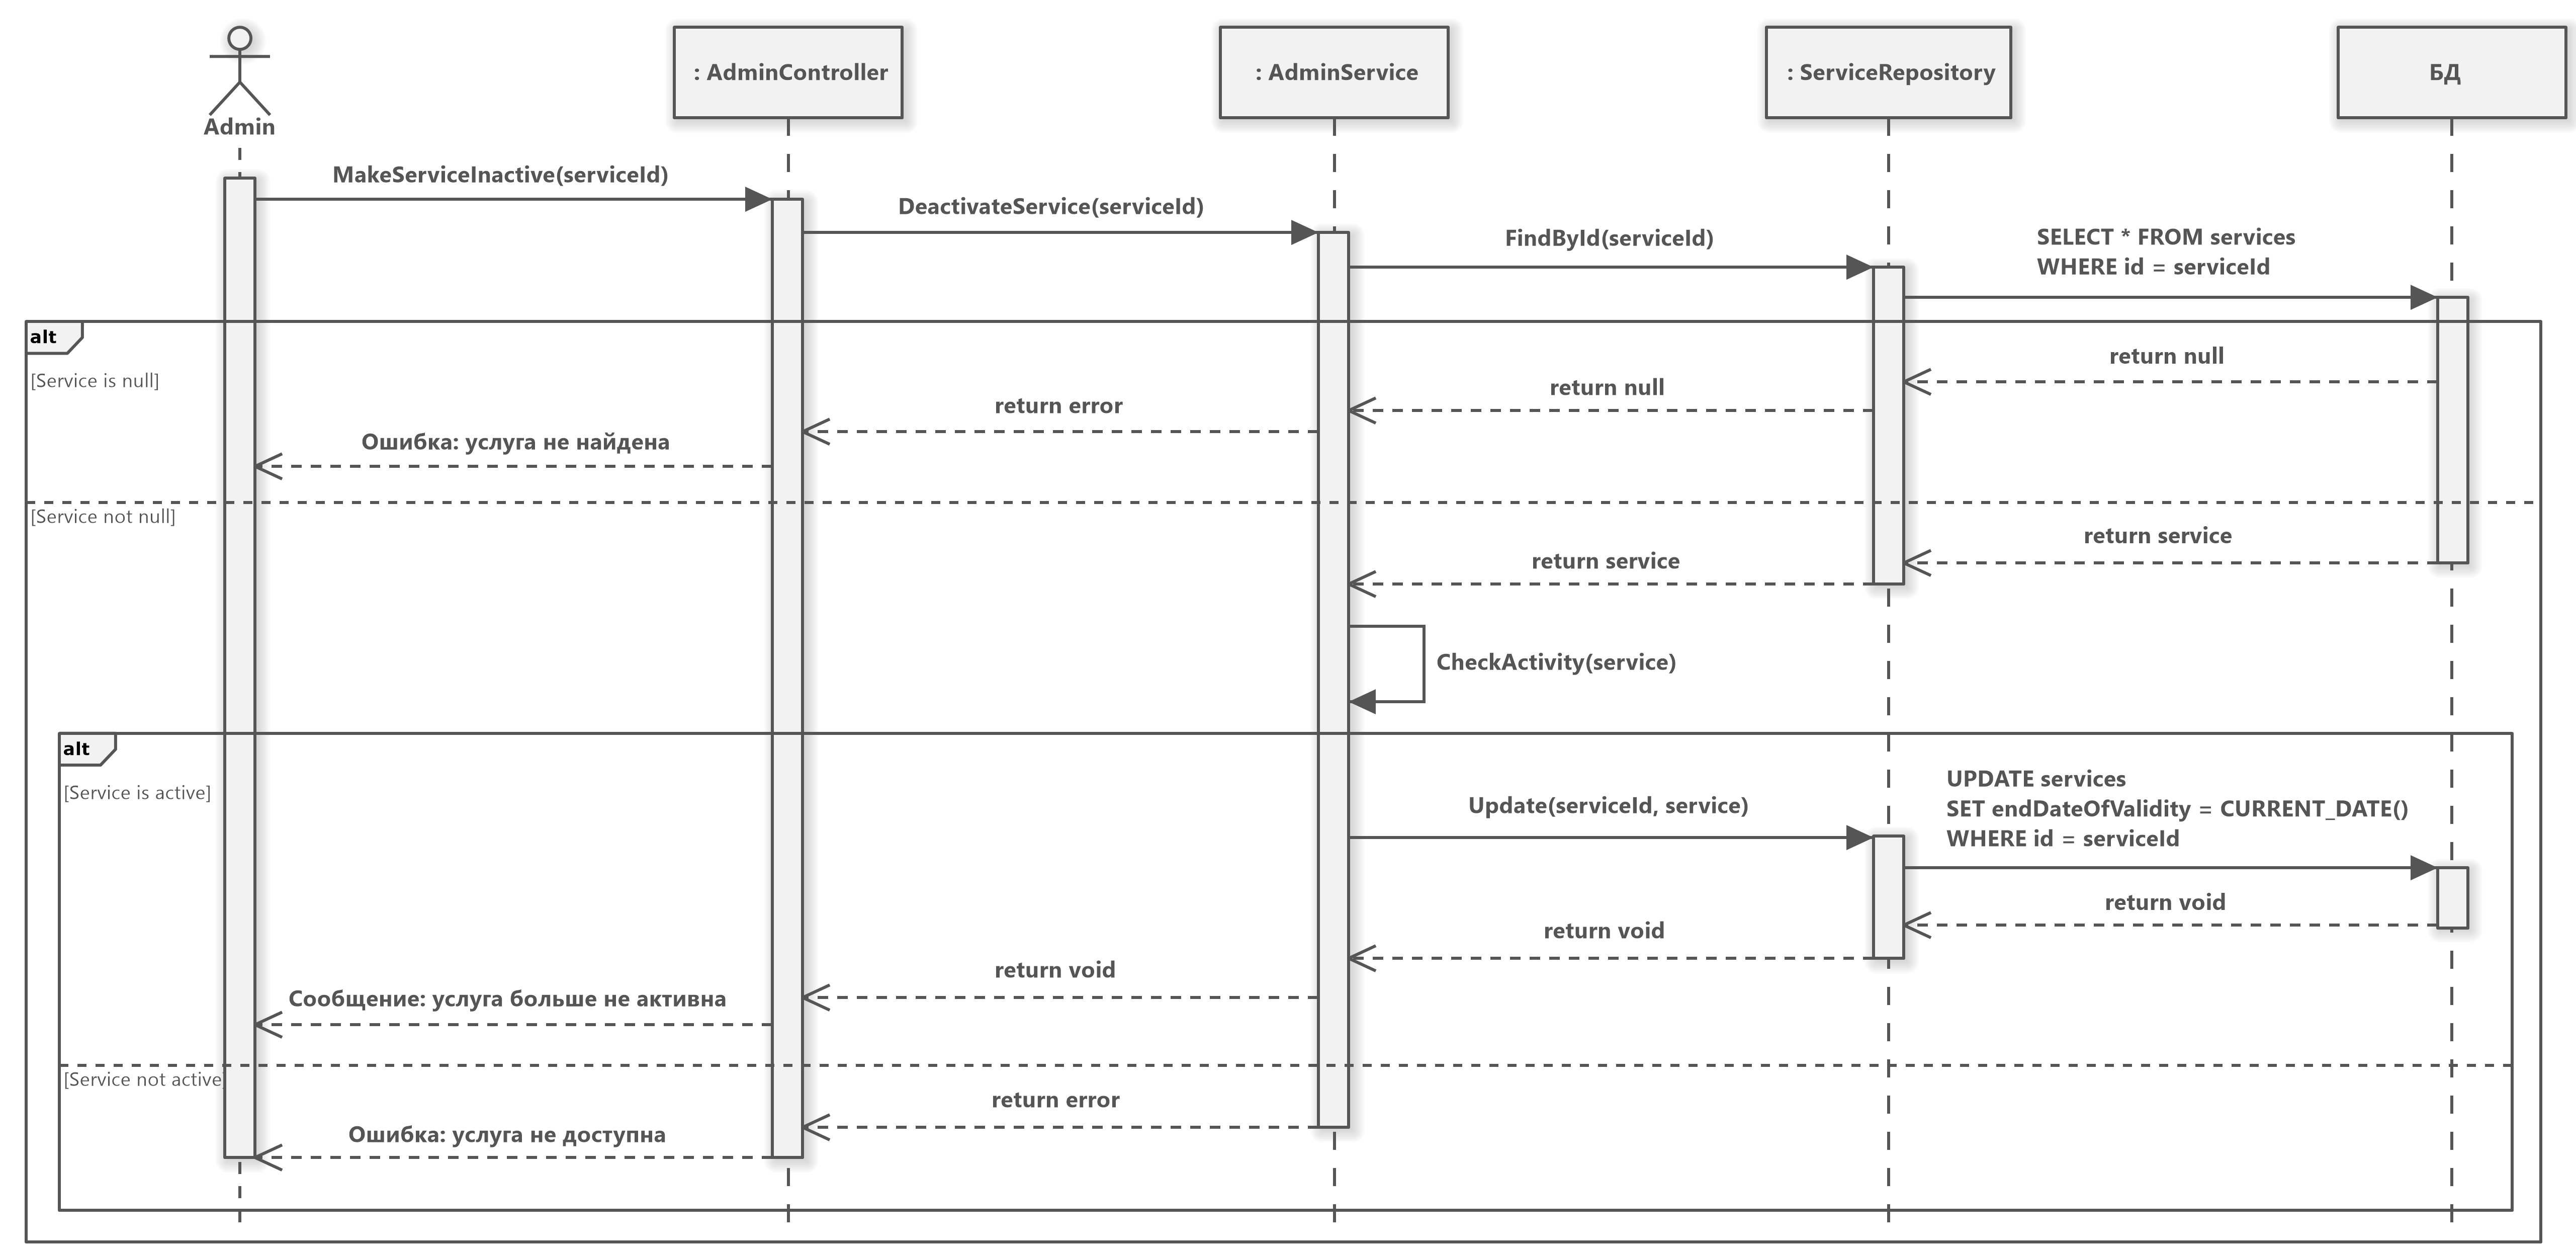 Admin
: AdminController
: AdminService
: ServiceRepository
БД
MakeServiceInactive(serviceId)
DeactivateService(serviceId)
FindById(serviceId)
SELECT * FROM services
WHERE id = serviceId
alt
[Service is null]
return null
return null
return error
Ошибка: услуга не найдена
[Service not null]
return service
return service
CheckActivity(service)
alt
[Service is active]
Update(serviceId, service)
UPDATE services
SET endDateOfValidity = CURRENT_DATE()
WHERE id = serviceId
return void
return void
return void
Сообщение: услуга больше не активна
[Service not active
return error
Ошибка: услуга не доступна